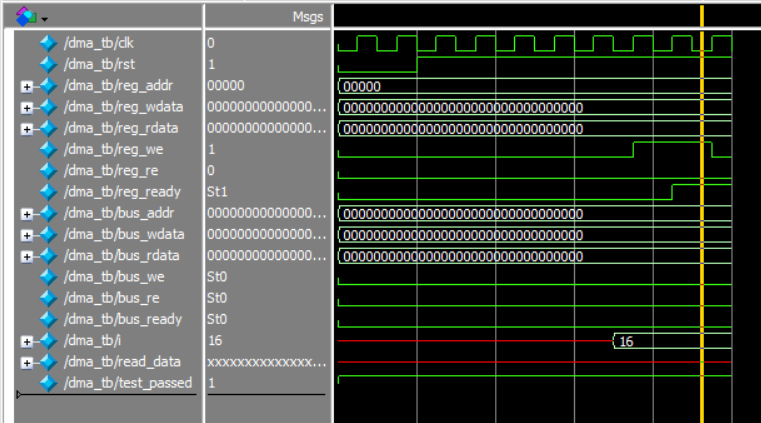 Msgs
/dma_tb/clk 0
/dma_tb/rst 1
/dma_tb/reg_addr 00000 00000
/dma_tb/reg_wdata 00000000000000... 00000000000000000000000000000000
/dma_tb/reg_rdata 00000000000000... 00000000000000000000000000000000
/dma_tb/reg_we 1
/dma_tb/reg_re 0
/dma_tb/reg_ready St1
/dma_tb/bus_addr 00000000000000... 00000000000000000000000000000000
/dma_tb/bus_wdata 00000000000000... 00000000000000000000000000000000
/dma_tb/bus_rdata 00000000000000... 00000000000000000000000000000000
/dma_tb/bus_we St0
/dma_tb/bus_re St0
/dma_tb/bus_ready St0
/dma_tb/i 16 16
/dma_tb/read_data xxxxxxxxxxxxxx...
/dma_tb/test_passed 1